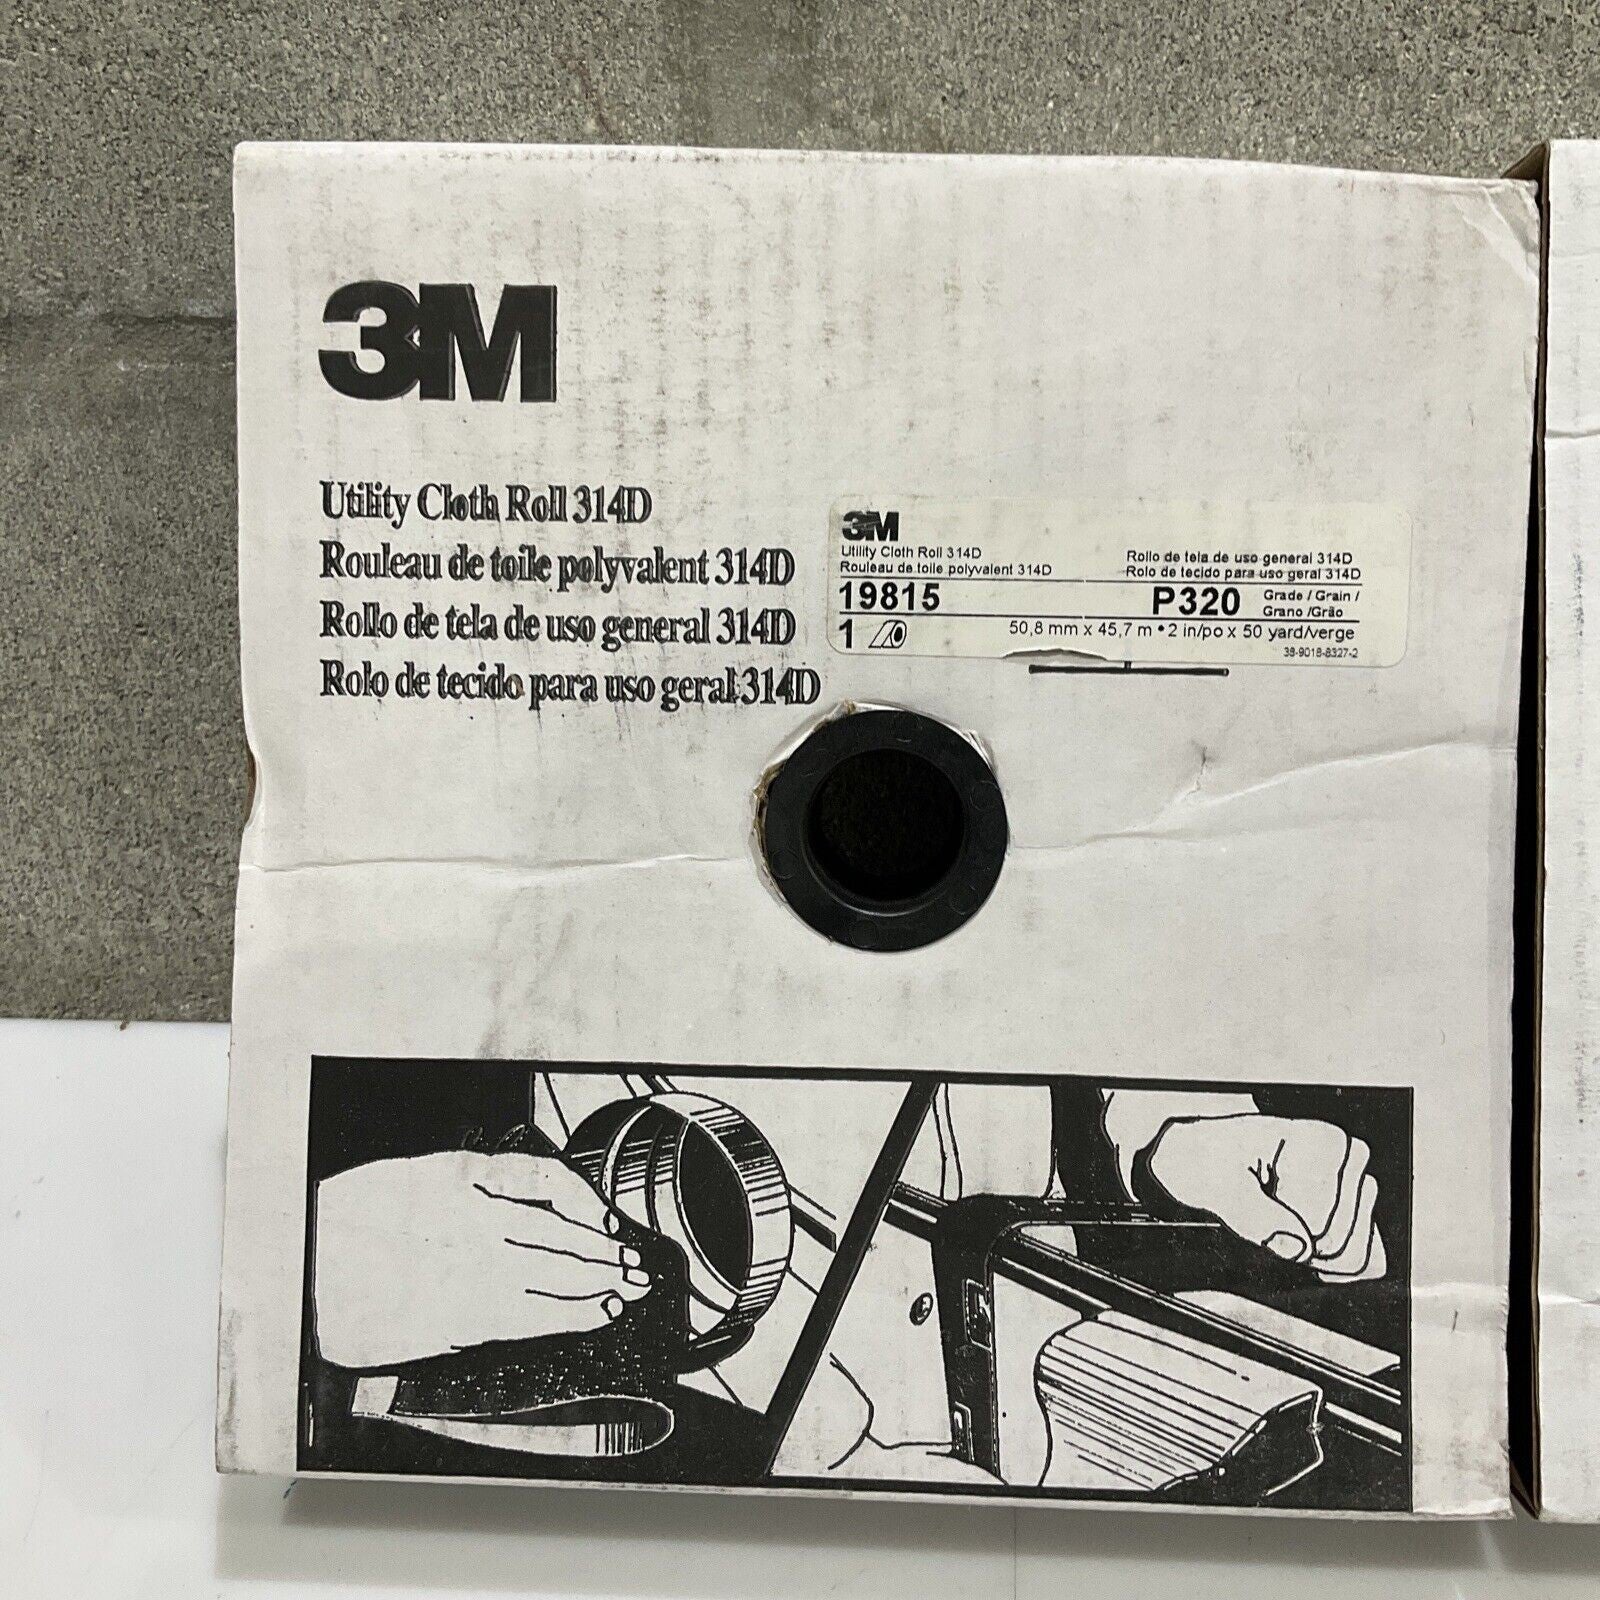 3M
Utility Cloth Roll 314D
Rouleau de toile polyvalent 314D
Rollo de tela de uso general 314D
Rolo de tecido para uso geral 314D
3M
Utility Cloth Roll 314D
Rouleau de toile polyvalent 314D
Rollo de tela de uso general 314D
Rolo de tecido para uso geral 314D
19815
P320 Grade / Grain /
Grano /Grão
1
50,8 mm x 45,7 m • 2 in/po x 50 yard/verge
39-9018-8327-2